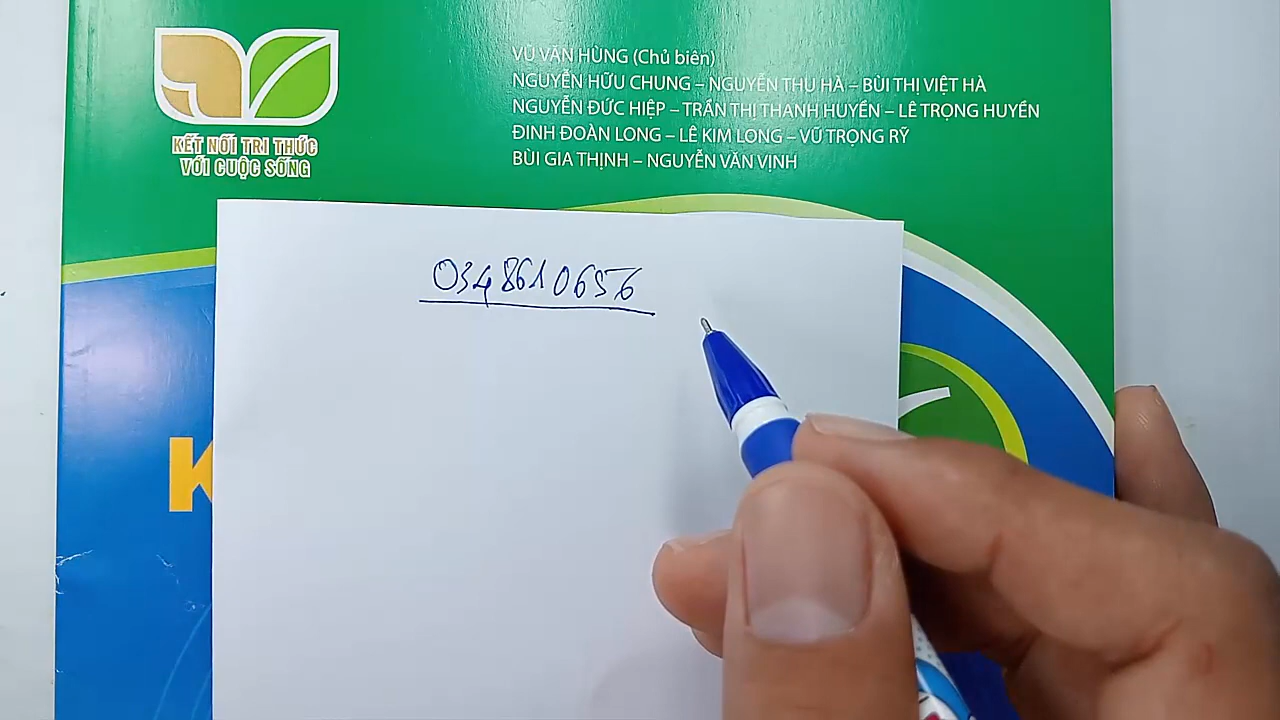 VŨ VĂN HÙNG (Chủ biên)
NGUYỄN HỮU CHUNG – NGUYỄN THU HÀ – BÙI THỊ VIỆT HÀ
NGUYỄN ĐỨC HIỆP – TRẦN THỊ THANH HUYỀN – LÊ TRỌNG HUYỀN
ĐINH ĐOÀN LONG – LÊ KIM LONG – VŨ TRỌNG RỸ
BÙI GIA THỊNH – NGUYỄN VĂN VỊNH
KẾT NỐI TRI THỨC
VỚI CUỘC SỐNG
0348610656
K